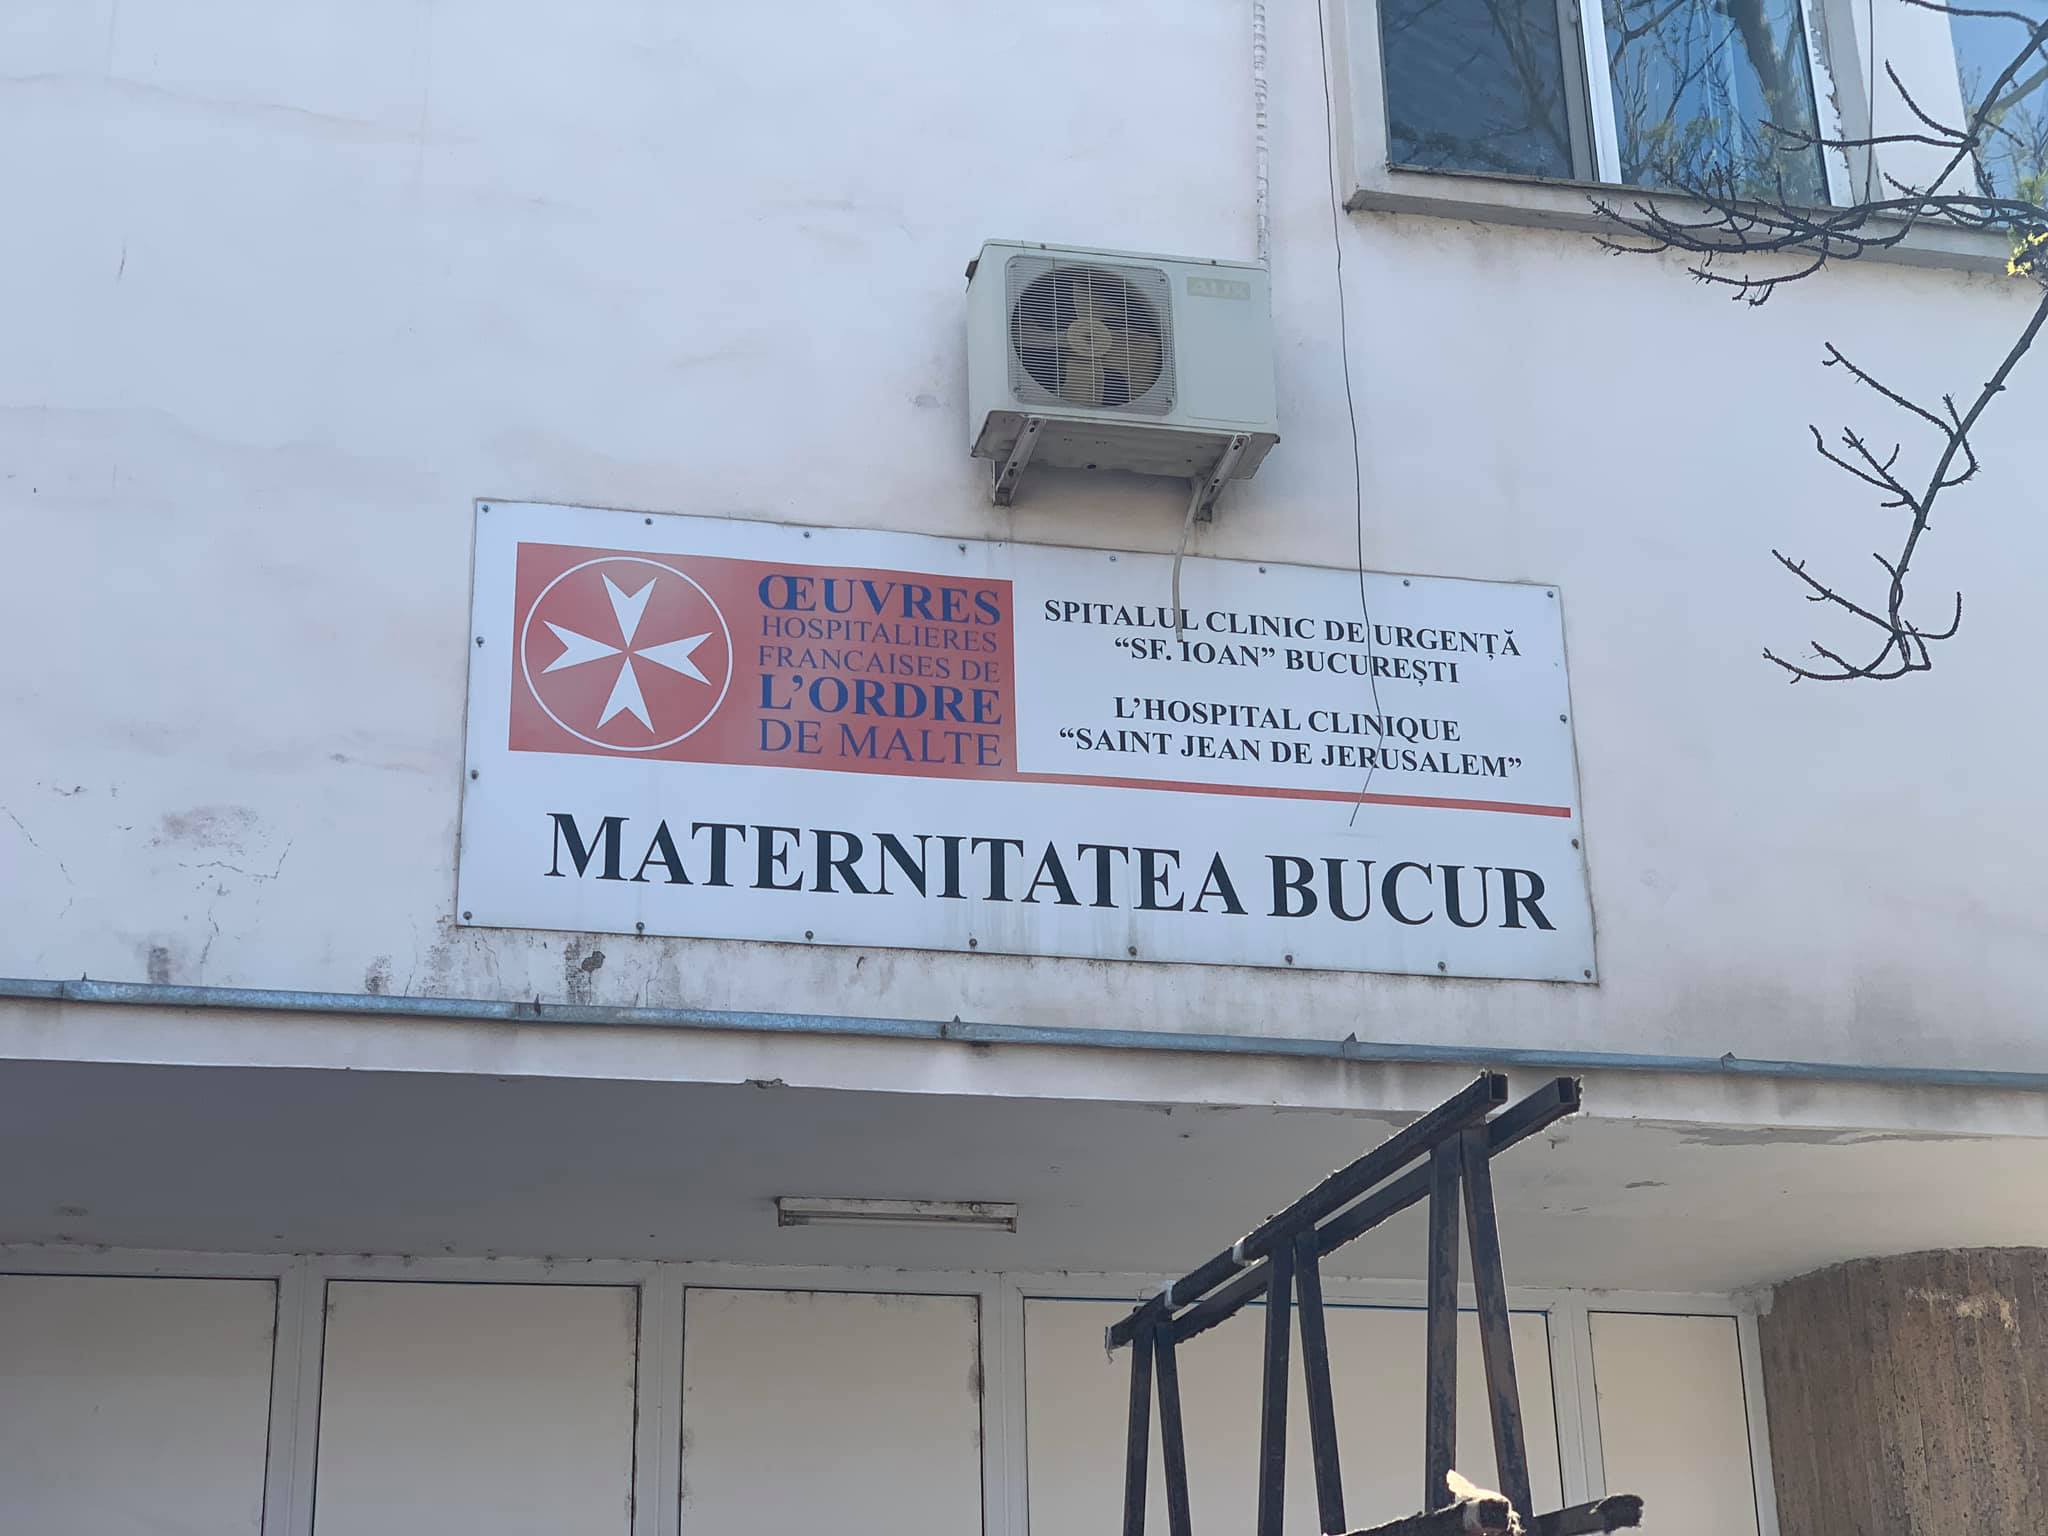 AUX
ŒUVRES
HOSPITALIERES
FRANCAISES DE
L’ORDRE
DE MALTE
SPITALUL CLINIC DE URGENȚĂ
“SF. IOAN” BUCUREȘTI
L’HOSPITAL CLINIQUE
“SAINT JEAN DE JERUSALEM”
MATERNITATEA BUCUR